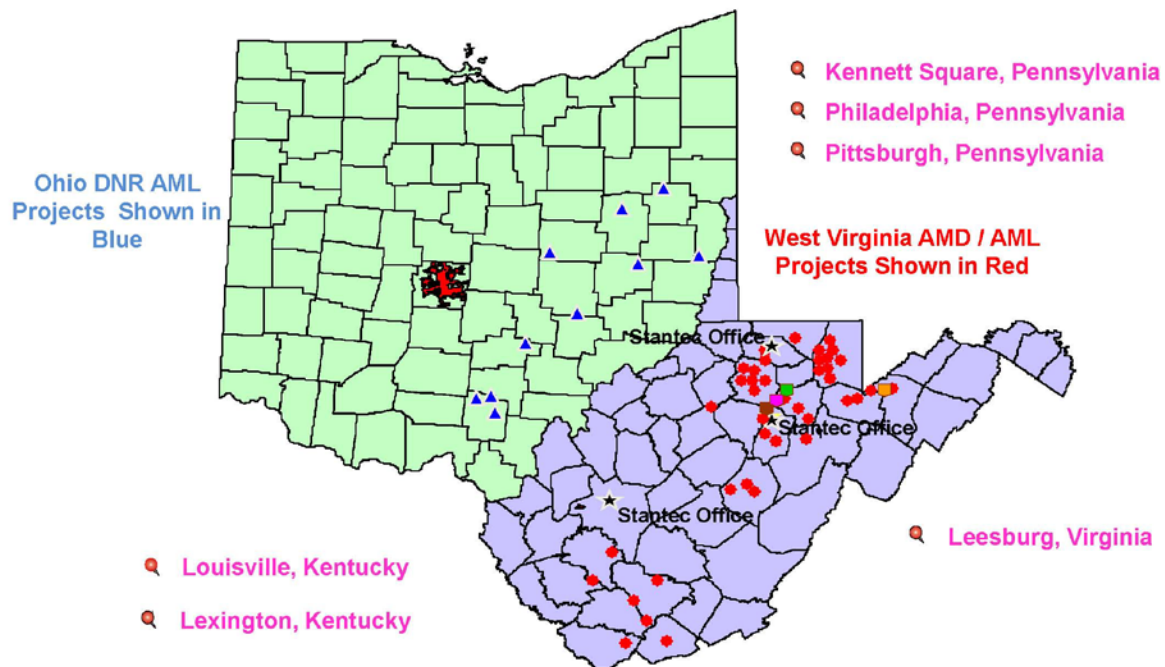 Kennett Square, Pennsylvania
Philadelphia, Pennsylvania
Pittsburgh, Pennsylvania
Ohio DNR AML
Projects Shown in
Blue
West Virginia AMD / AML
Projects Shown in Red
Stantec Office
Stantec Office
Stantec Office
Leesburg, Virginia
Louisville, Kentucky
Lexington, Kentucky